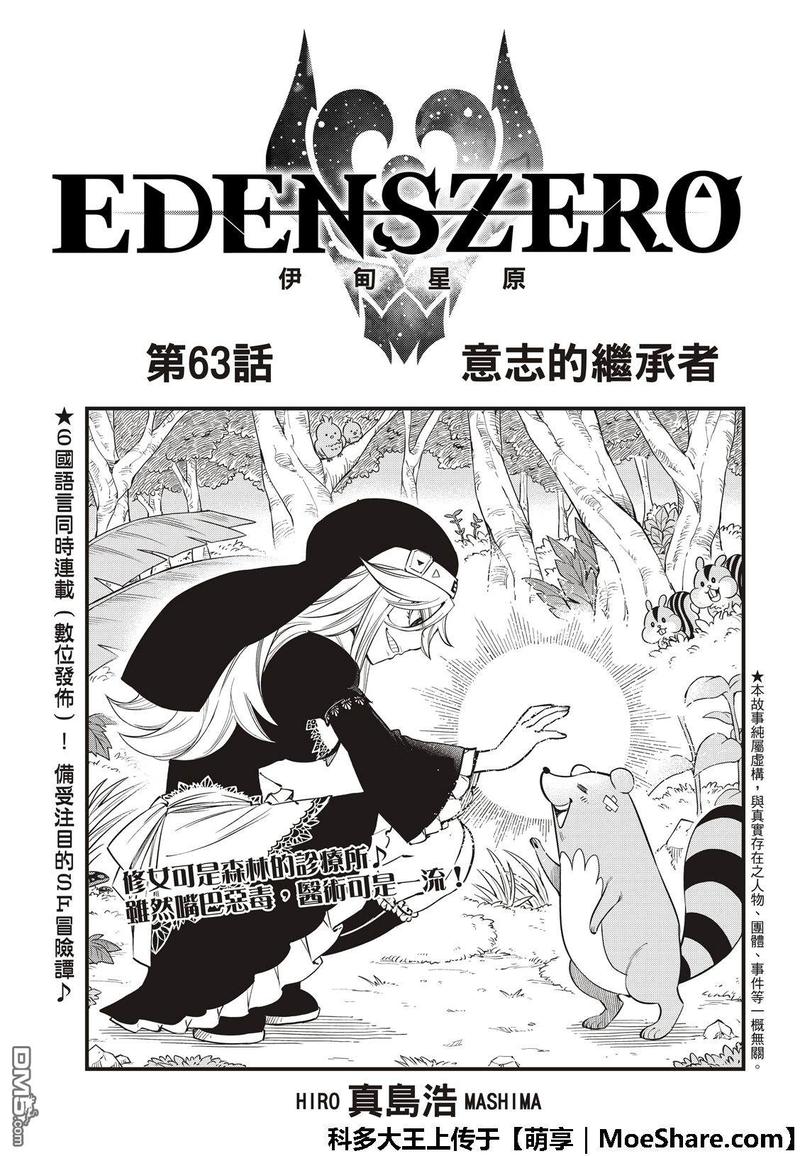 EDENSZERO
伊甸星原
第63話 意志的繼承者
★6國語言同時連載（數位發佈）！ 備受注目的SF冒險譚♪
修女可是森林的診療所♪
雖然嘴巴惡毒，醫術可是一流！
★本故事純屬虛構，與真實存在之人物、團體、事件等一概無關。
HIRO 真島浩 MASHIMA
DM5.com
科多大王上传于【萌享│MoeShare.com】